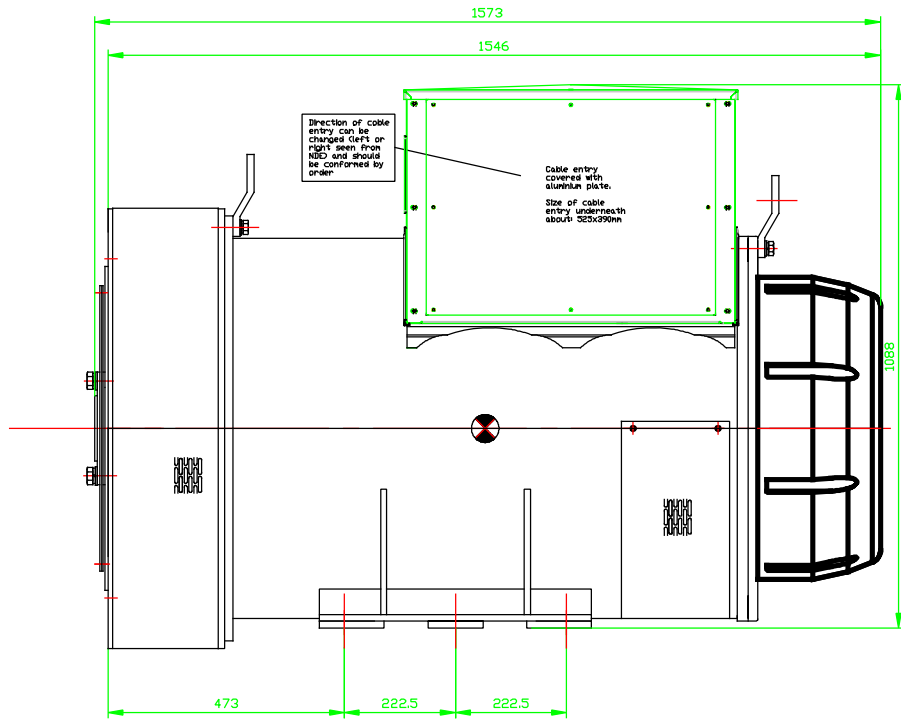 1573
1546
Direction of cable
entry can be
changed (left or
right seen from
NDE) and should
be conformed by
order
Cable entry
covered with
aluminium plate.
Size of cable
entry underneath
about: 525x390mm
1088
473
222.5
222.5